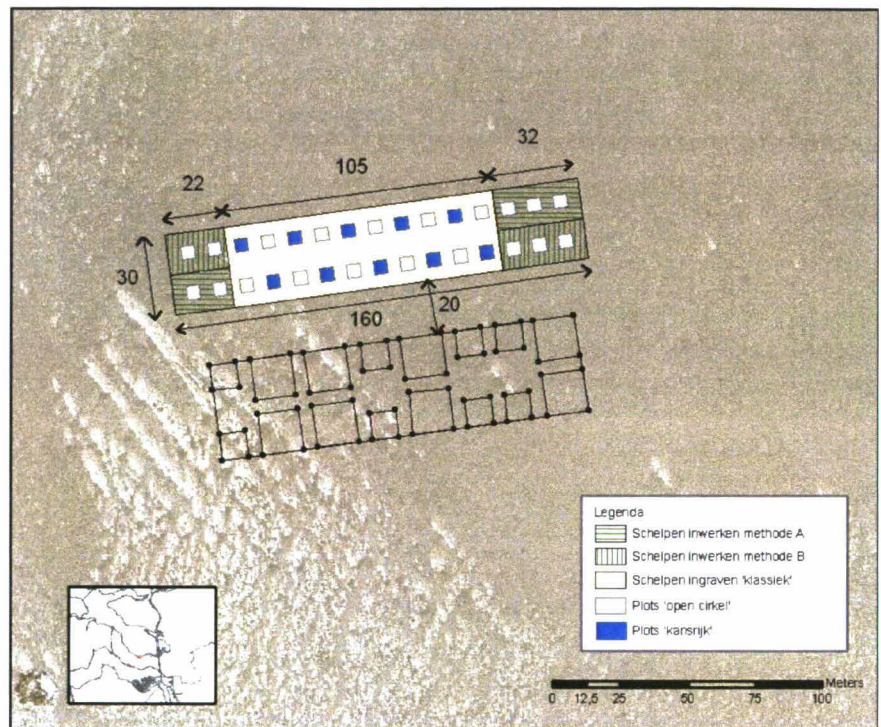 32
105
22
30
20
160
Legenda
Schelpen inwerken methode A
Schelpen inwerken methode B
Schelpen ingraven 'klassiek'
Plots 'open cirkel'
Plots 'kansrijk'
Meters
0 12,5 25 50 75 100